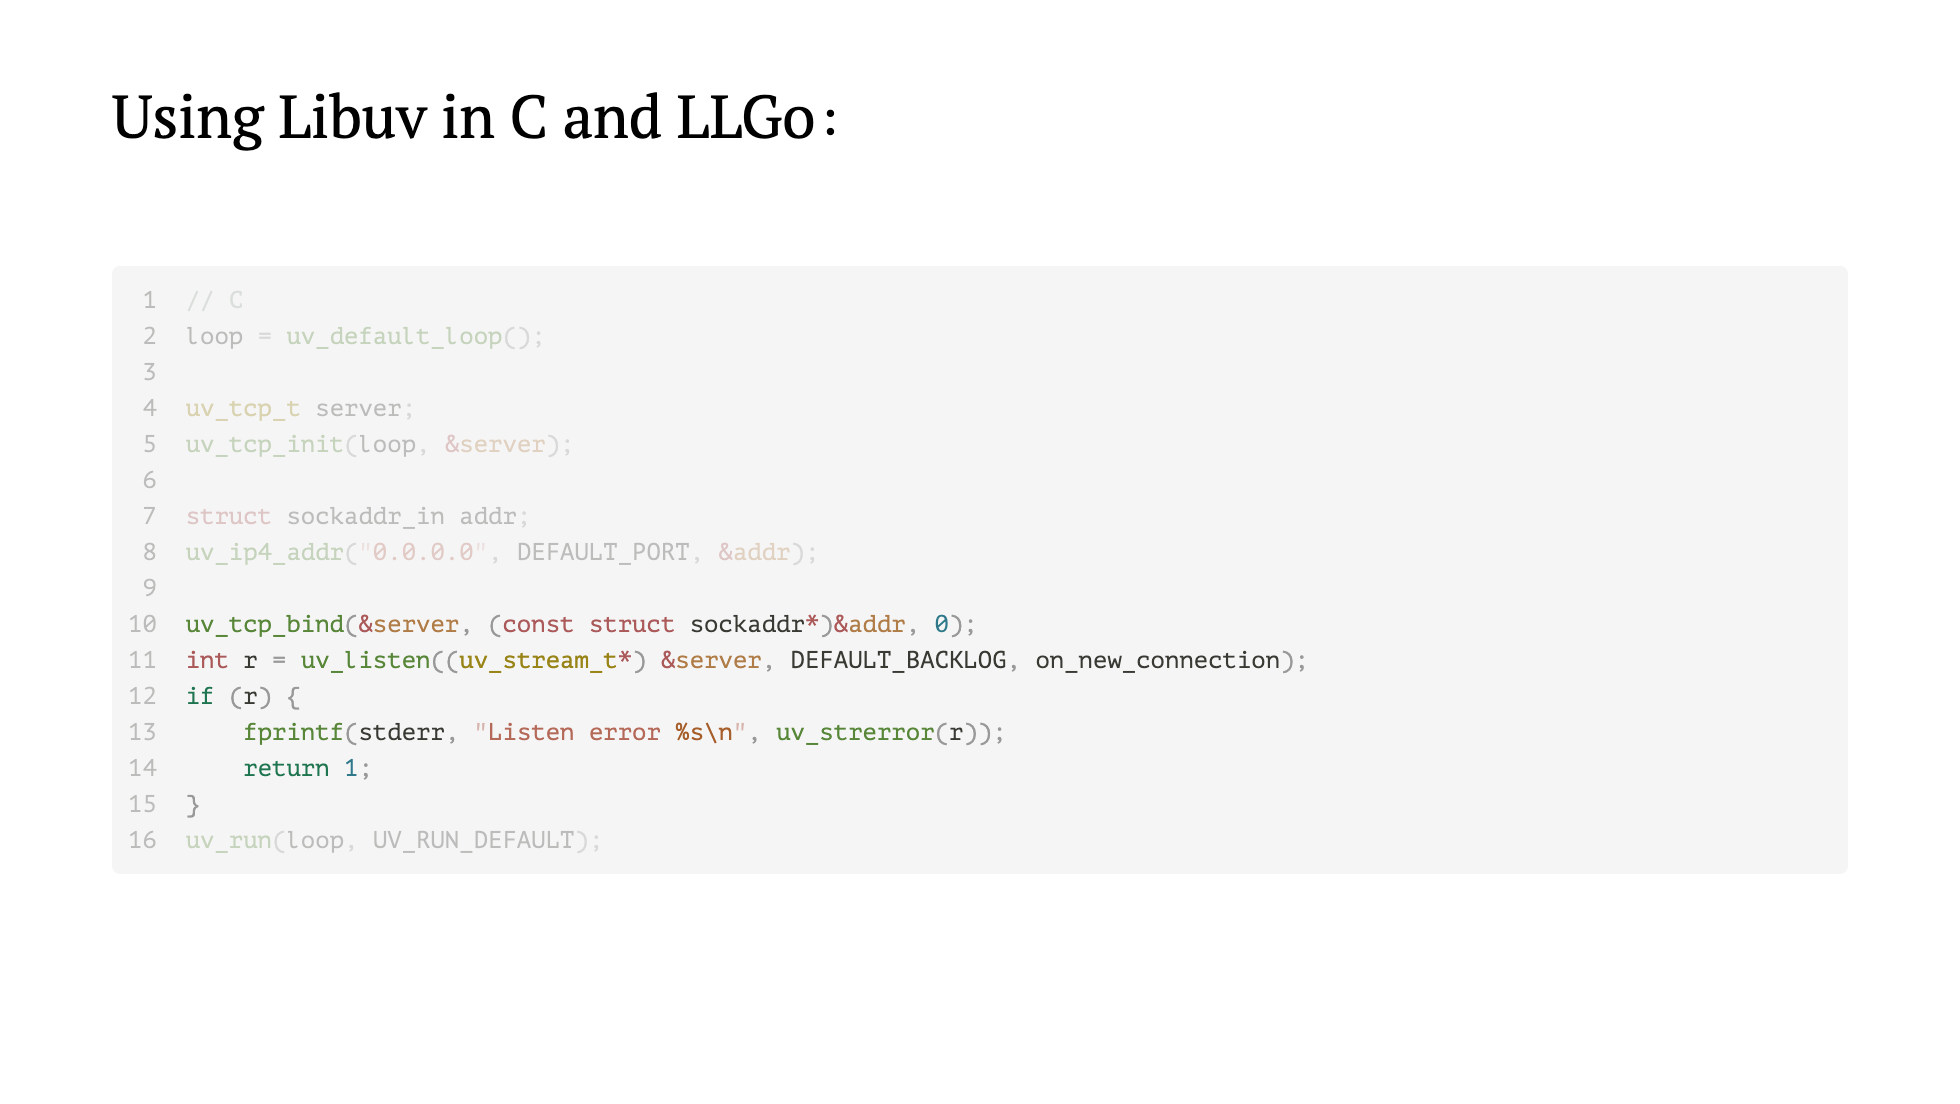 Using Libuv in C and LLGo:
1 // C
2 loop = uv_default_loop();
3
4 uv_tcp_t server;
5 uv_tcp_init(loop, &server);
6
7 struct sockaddr_in addr;
8 uv_ip4_addr("0.0.0.0", DEFAULT_PORT, &addr);
9
10 uv_tcp_bind(&server, (const struct sockaddr*)&addr, 0);
11 int r = uv_listen((uv_stream_t*) &server, DEFAULT_BACKLOG, on_new_connection);
12 if (r) {
13     fprintf(stderr, "Listen error %s\n", uv_strerror(r));
14     return 1;
15 }
16 uv_run(loop, UV_RUN_DEFAULT);